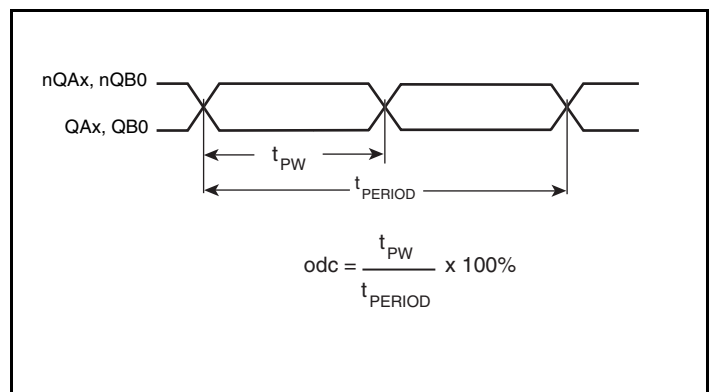 nQAx, nQB0
QAx, QB0
tPW
tPERIOD
odc = tPW / tPERIOD x 100%